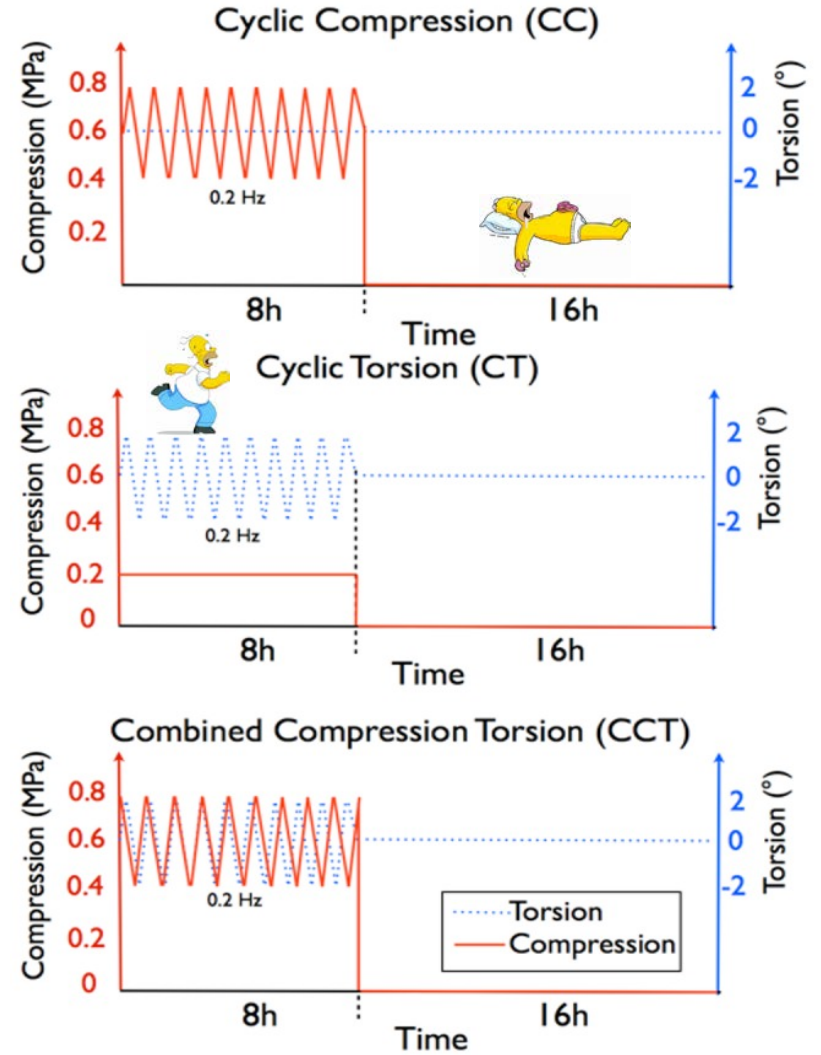 Cyclic Compression (CC)
Compression (MPa)
0.8
0.6
0.4
0.2
2
0
-2
Torsion (°)
0.2 Hz
8h
16h
Time
Cyclic Torsion (CT)
Compression (MPa)
0.8
0.6
0.4
0.2
0
2
0
-2
Torsion (°)
0.2 Hz
8h
16h
Time
Combined Compression Torsion (CCT)
Compression (MPa)
0.8
0.6
0.4
0.2
0
2
0
-2
Torsion (°)
0.2 Hz
Torsion
Compression
8h
16h
Time